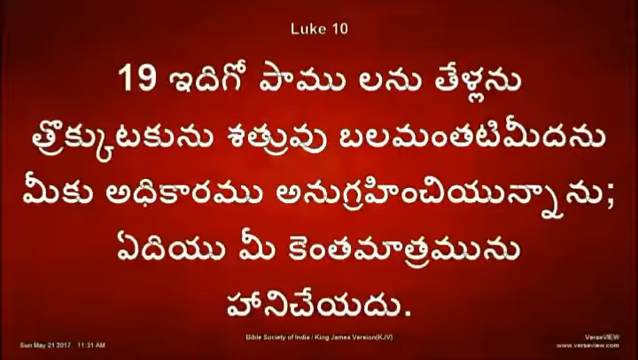 Luke 10
19 ఇదిగో పాము లను తేళ్లను
త్రొక్కుటకును శత్రువు బలమంతటిమీదను
మీకు అధికారము అనుగ్రహించియున్నాను;
ఏదియు మీ కెంతమాత్రమును
హానిచేయదు.
Bible Society of India / King James Version(KJV)
Sun May 21 2017 11:31 AM
VerseVIEW
www.verseview.com